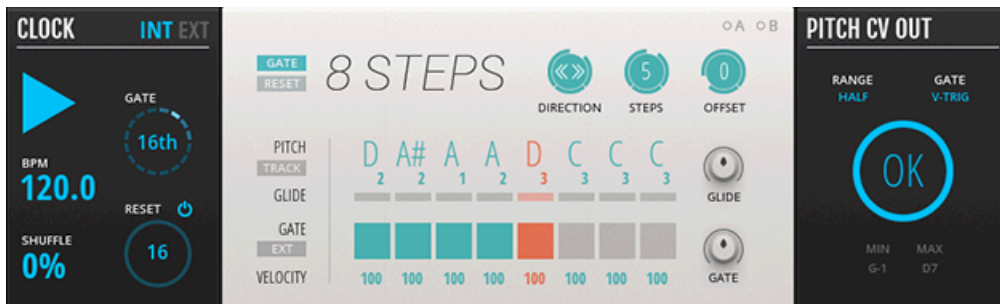 CLOCK INT EXT
GATE
16th
BPM
120.0
RESET
16
SHUFFLE
0%
A B
GATE
RESET
8 STEPS
5
0
DIRECTION STEPS OFFSET
PITCH
TRACK
D A# A A D C C C
2 2 1 2 3 3 3 3
GLIDE
GLIDE
GATE
EXT
VELOCITY
100 100 100 100 100 100 100 100
GATE
PITCH CV OUT
RANGE GATE
HALF V-TRIG
OK
MIN MAX
G-1 D7